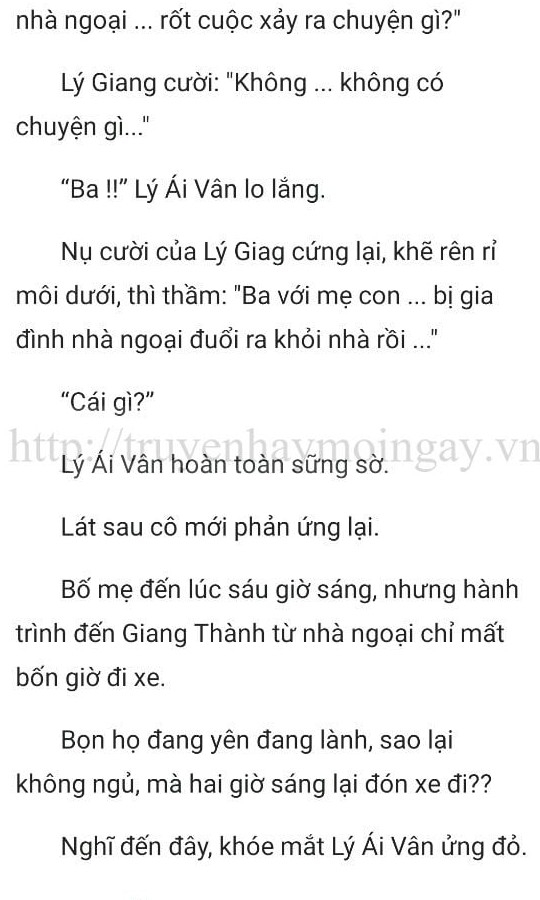 nhà ngoại ... rốt cuộc xảy ra chuyện gì?"
Lý Giang cười: "Không ... không có
chuyện gì..."
“Ba !!” Lý Ái Vân lo lắng.
Nụ cười của Lý Giag cứng lại, khẽ rên rỉ
môi dưới, thì thầm: "Ba với mẹ con ... bị gia
đình nhà ngoại đuổi ra khỏi nhà rồi ..."
“Cái gì?”
http://truyenhaymoingay.vn
Lý Ái Vân hoàn toàn sững sờ.
Lát sau cô mới phản ứng lại.
Bố mẹ đến lúc sáu giờ sáng, nhưng hành
trình đến Giang Thành từ nhà ngoại chỉ mất
bốn giờ đi xe.
Bọn họ đang yên đang lành, sao lại
không ngủ, mà hai giờ sáng lại đón xe đi??
Nghĩ đến đây, khóe mắt Lý Ái Vân ửng đỏ.